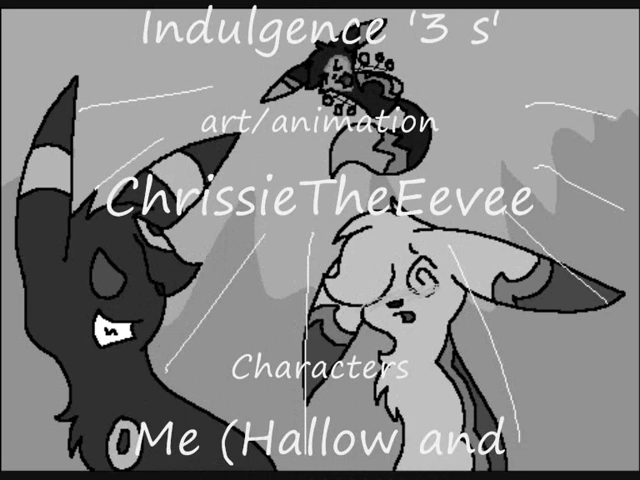 Indulgence '3 s'
art/animation
ChrissieTheEevee
Characters
Me (Hallow and